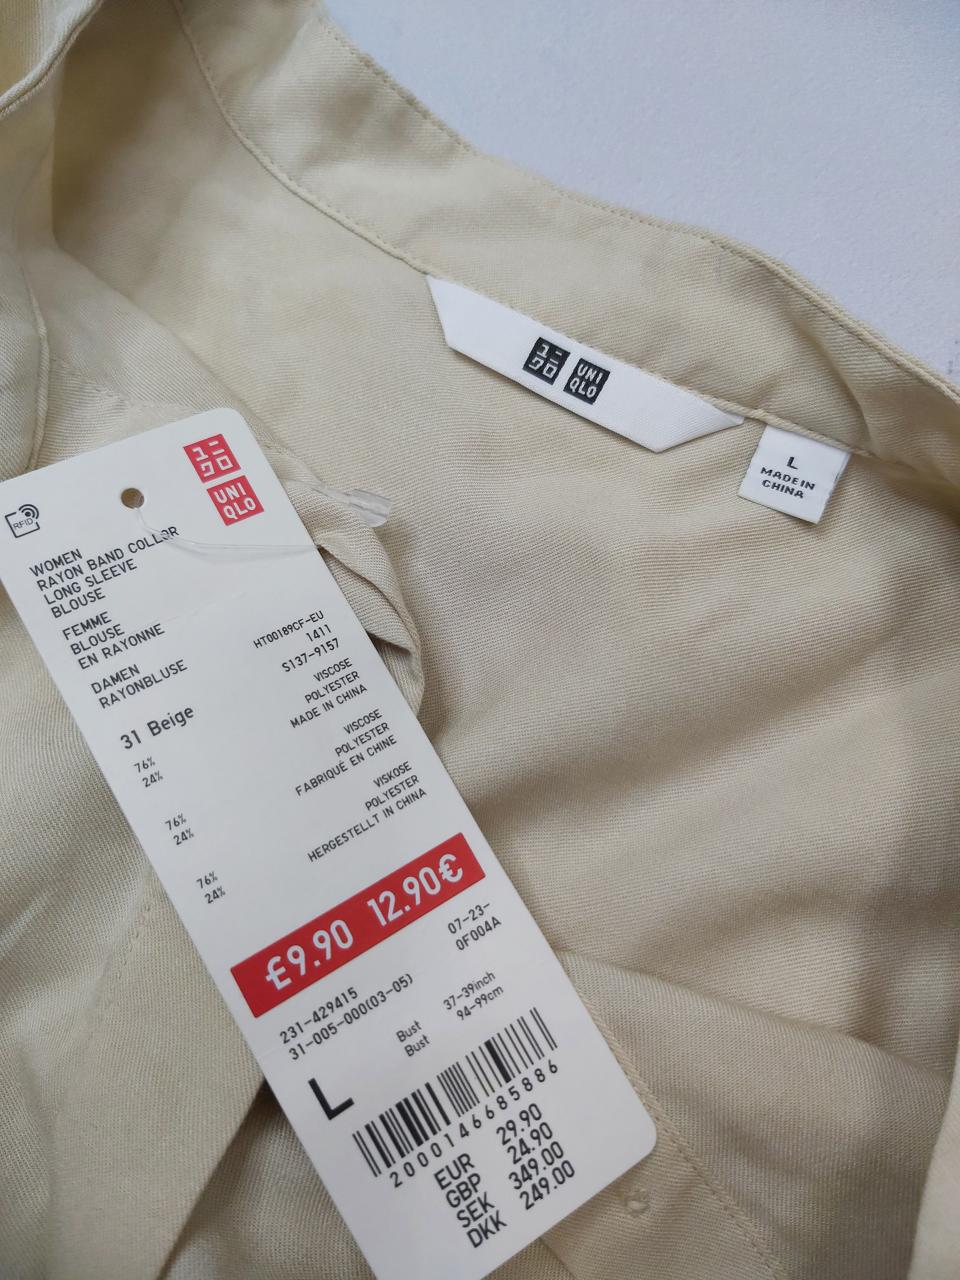 ユニ
クロ
UNI
QLO
L
MADE IN
CHINA
ユニ
クロ
UNI
QLO
RFID
WOMEN
RAYON BAND COLLOR
LONG SLEEVE
BLOUSE
FEMME
BLOUSE
EN RAYONNE
DAMEN
RAYONBLUSE
HT00189CF-EU
1411
S137-9157
31 Beige
76% VISCOSE
24% POLYESTER
MADE IN CHINA
76% VISCOSE
24% POLYESTER
FABRIQUÉ EN CHINE
76% VISKOSE
24% POLYESTER
HERGESTELLT IN CHINA
£9.90 12.90€
07-23-
0F004A
231-429415
31-005-000(03-05)
Bust 37-39inch
Bust 94-99cm
L
2000146685886
EUR 29.90
GBP 24.90
SEK 349.00
DKK 249.00